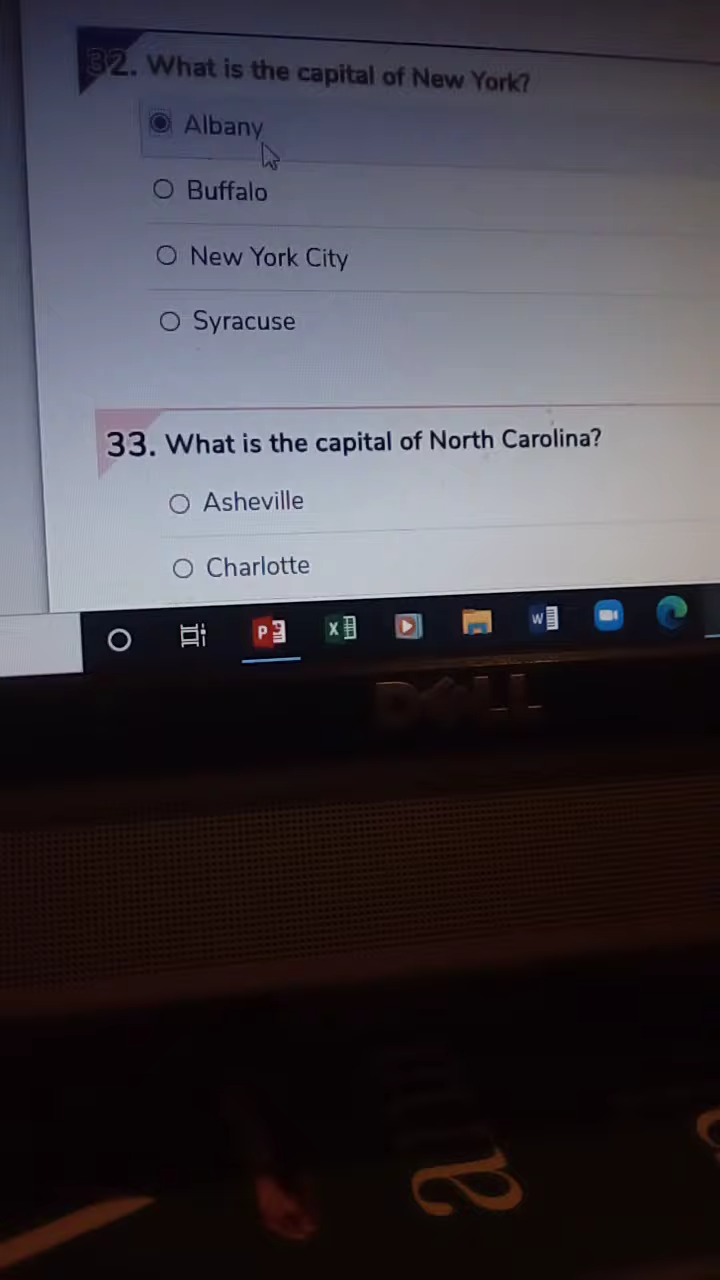 32. What is the capital of New York?
Albany
Buffalo
New York City
Syracuse
33. What is the capital of North Carolina?
Asheville
Charlotte
DELL